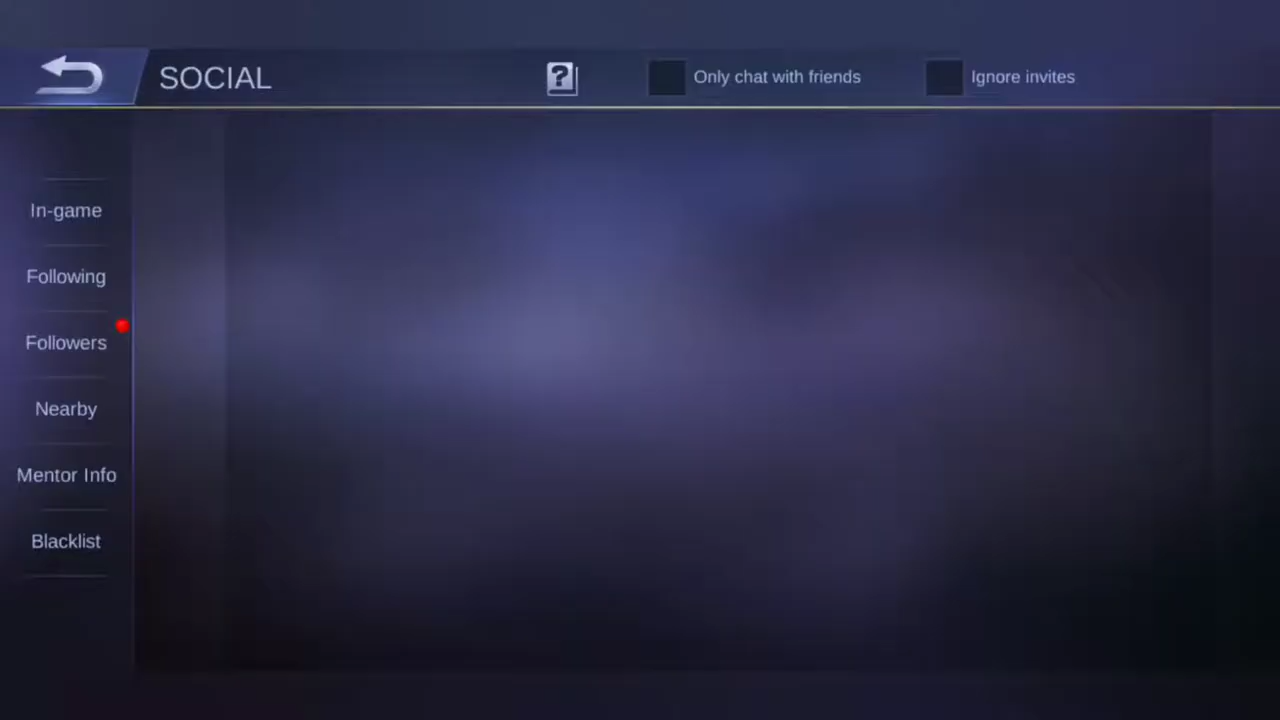 SOCIAL
Only chat with friends
Ignore invites
In-game
Following
Followers
Nearby
Mentor Info
Blacklist